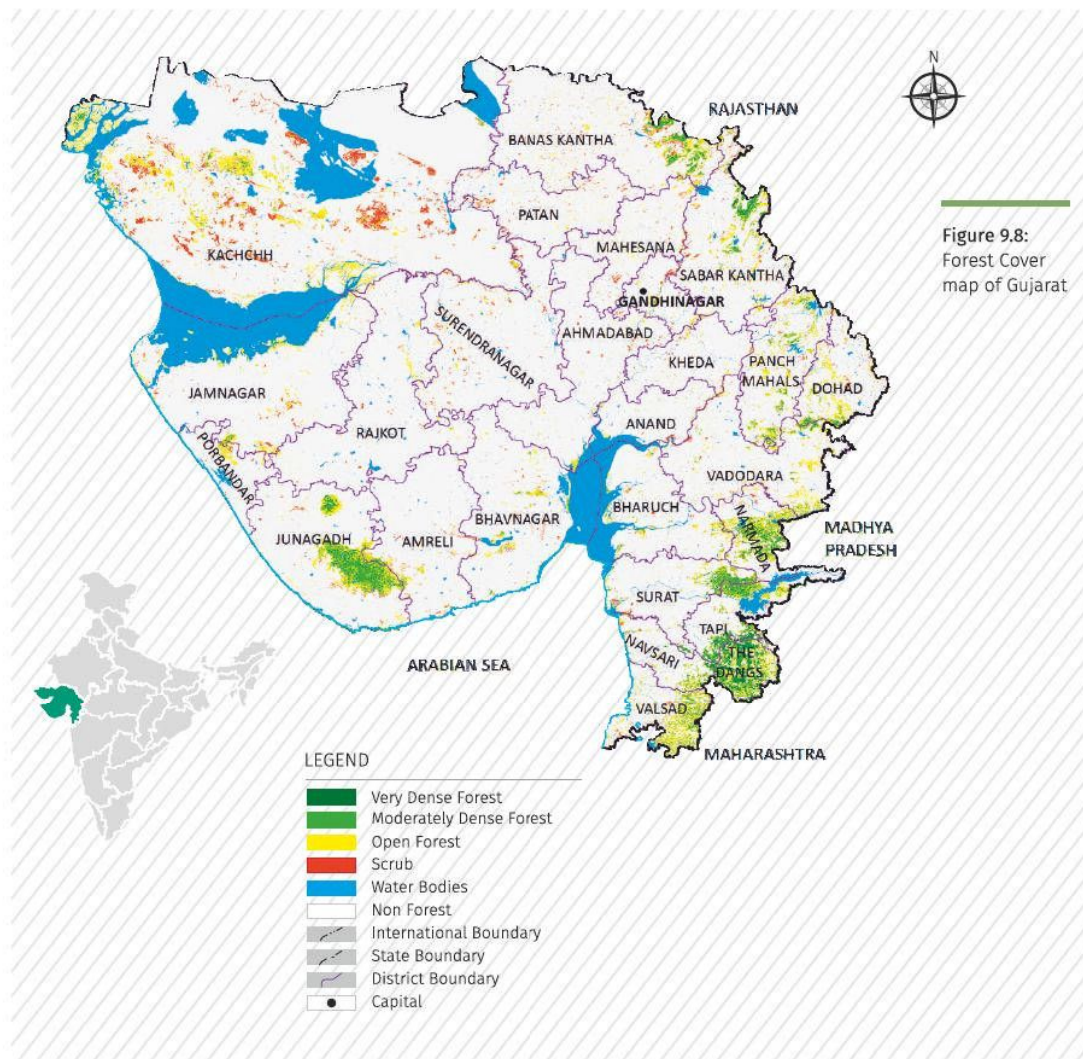 N
RAJASTHAN
BANAS KANTHA
PATAN
MAHESANA
KACHCHH
SABAR KANTHA
GANDHINAGAR
SURENDRANAGAR
AHMADABAD
KHEDA
PANCH
MAHALS
DOHAD
JAMNAGAR
ANAND
RAJKOT
PORBANDAR
VADODARA
BHARUCH
NARMADA
BHAVNAGAR
JUNAGADH
AMRELI
MADHYA
PRADESH
SURAT
TAPI
NAVSARI
THE
DANGS
ARABIAN SEA
VALSAD
MAHARASHTRA
Figure 9.8:
Forest Cover
map of Gujarat
LEGEND
Very Dense Forest
Moderately Dense Forest
Open Forest
Scrub
Water Bodies
Non Forest
International Boundary
State Boundary
District Boundary
Capital